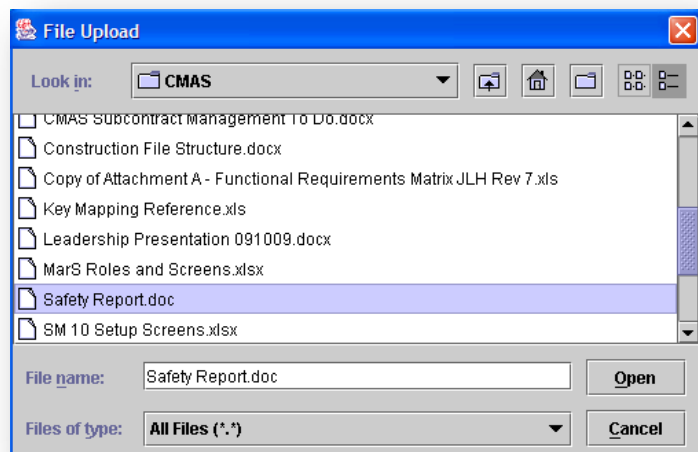 File Upload
Look in: CMAS
CMAS Subcontract Management To Do.docx
Construction File Structure.docx
Copy of Attachment A - Functional Requirements Matrix JLH Rev 7.xls
Key Mapping Reference.xls
Leadership Presentation 091009.docx
MarS Roles and Screens.xlsx
Safety Report.doc
SM 10 Setup Screens.xlsx
File name: Safety Report.doc Open
Files of type: All Files (*.*) Cancel